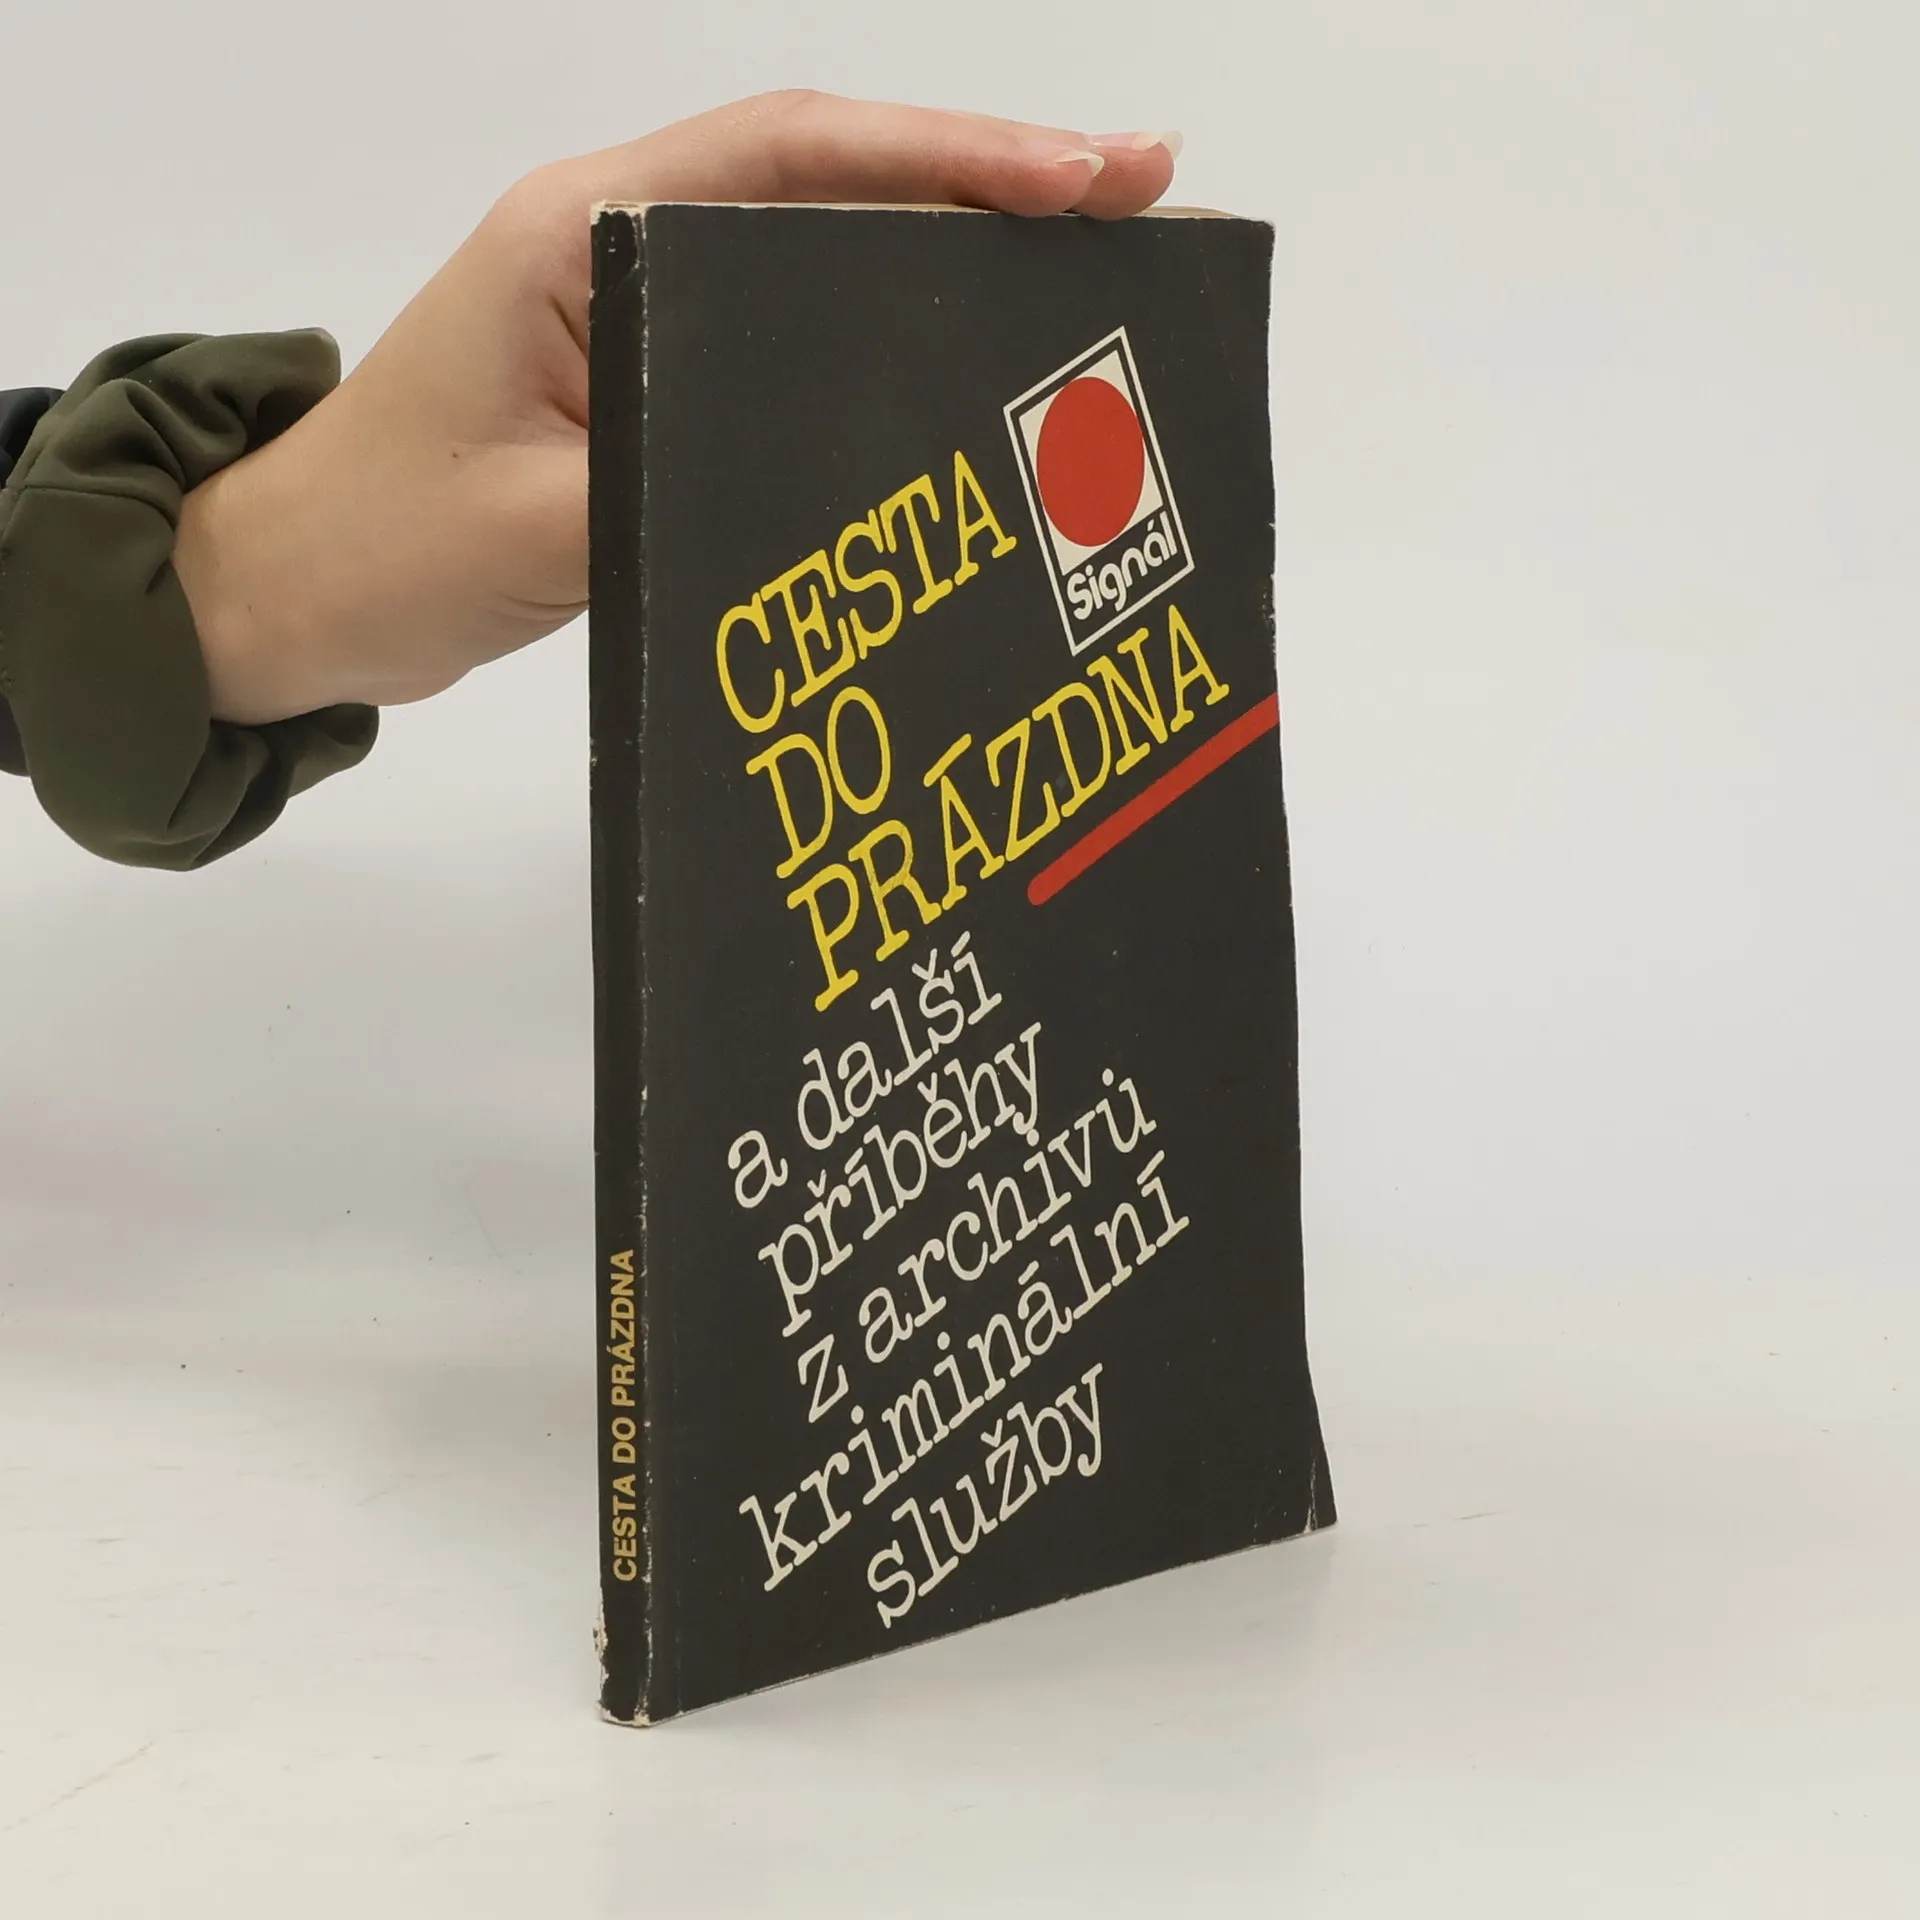 Signál
CESTA
DO
PRÁZDNA
a další
příběhy
z archivů
kriminální
služby
CESTA DO PRÁZDNA